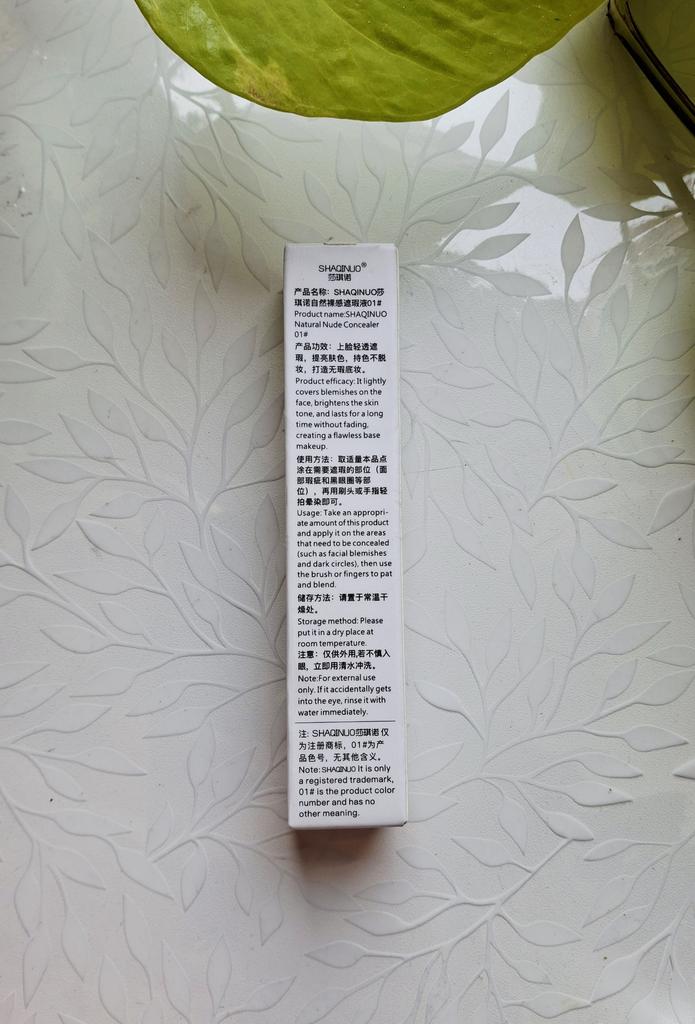 SHAQINUO®
莎琪诺
产品名称：SHAQINUO莎
琪诺自然裸感遮瑕液01#
Product name:SHAQINUO
Natural Nude Concealer
01#
产品功效：上脸轻透遮
瑕，提亮肤色，持色不脱
妆，打造无瑕底妆。
Product efficacy: It lightly
covers blemishes on the
face, brightens the skin
tone, and lasts for a long
time without fading,
creating a flawless base
makeup.
使用方法：取适量本品点
涂在需要遮瑕的部位（面
部瑕疵和黑眼圈等部
位），再用刷头或手指轻
拍晕染即可。
Usage: Take an appropri-
ate amount of this product
and apply it on the areas
that need to be concealed
(such as facial blemishes
and dark circles), then use
the brush or fingers to pat
and blend.
储存方法：请置于常温干
燥处。
Storage method: Please
put it in a dry place at
room temperature.
注意：仅供外用,若不慎入
眼，立即用清水冲洗。
Note:For external use
only. If it accidentally gets
into the eye, rinse it with
water immediately.
注: SHAQINUO莎琪诺 仅
为注册商标，01#为产
品色号，无其他含义。
Note: SHAQINUO It is only
a registered trademark,
01# is the product color
number and has no
other meaning.